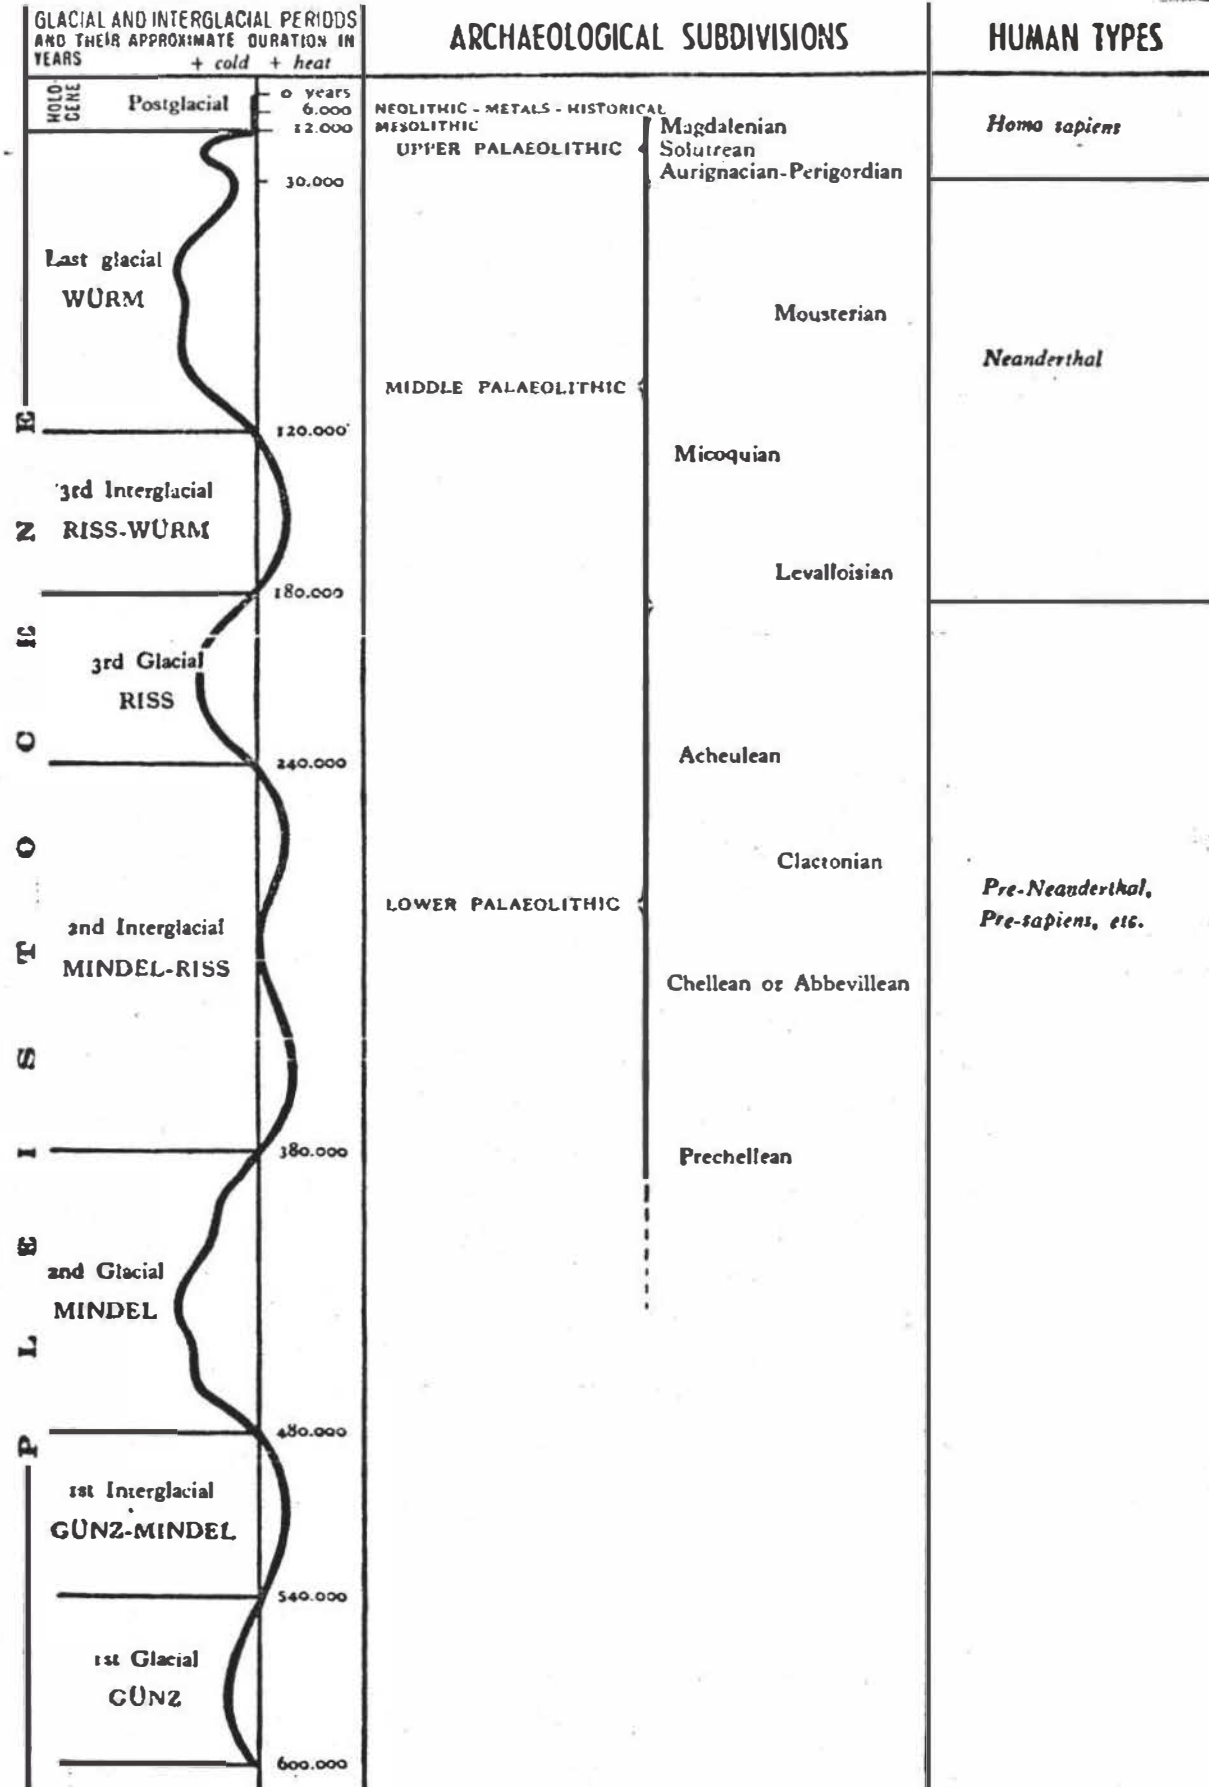 GLACIAL AND INTERGLACIAL PERIODS
AND THEIR APPROXIMATE DURATION IN
YEARS + cold + heat
ARCHAEOLOGICAL SUBDIVISIONS
HUMAN TYPES
HOLO-
CENE
Postglacial
0 years
6.000
12.000
30.000
NEOLITHIC - METALS - HISTORICAL
MESOLITHIC
UPPER PALAEOLITHIC
Magdalenian
Solutrean
Aurignacian-Perigordian
Homo sapiens
Last glacial
WÜRM
Mousterian
Neanderthal
MIDDLE PALAEOLITHIC
120.000
Micoquian
3rd Interglacial
RISS-WÜRM
Levalloisian
180.000
3rd Glacial
RISS
Acheulean
240.000
Clactonian
LOWER PALAEOLITHIC
Pre-Neanderthal,
Pre-sapiens, etc.
2nd Interglacial
MINDEL-RISS
Chellean or Abbevillean
380.000
Prechellean
2nd Glacial
MINDEL
480.000
1st Interglacial
GÜNZ-MINDEL
540.000
1st Glacial
GÜNZ
600.000
PLEISTOCENE